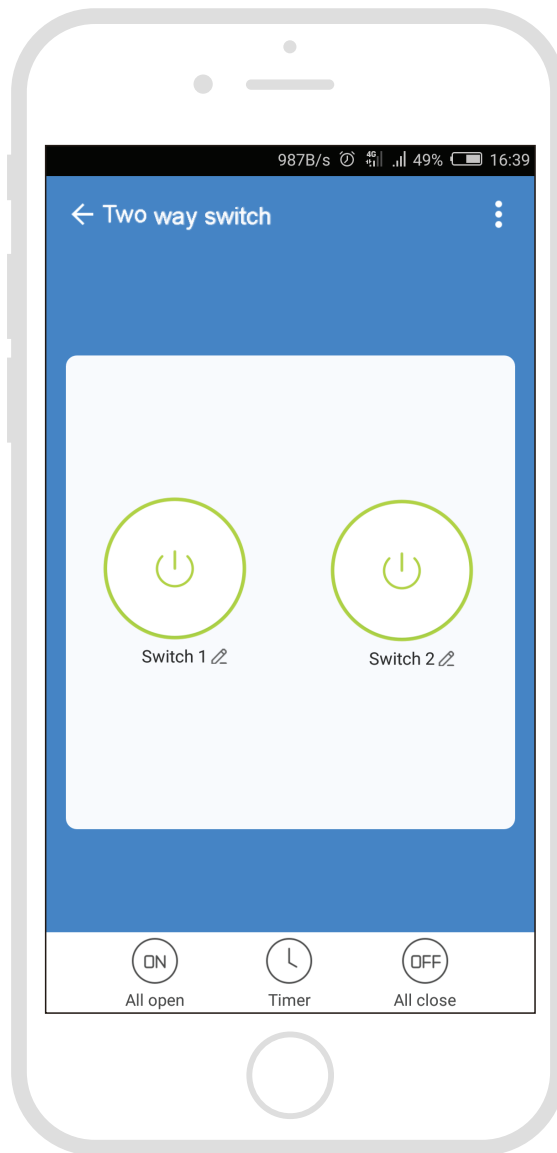 987B/s 4G 49% 16:39
Two way switch
Switch 1
Switch 2
ON
OFF
All open
Timer
All close